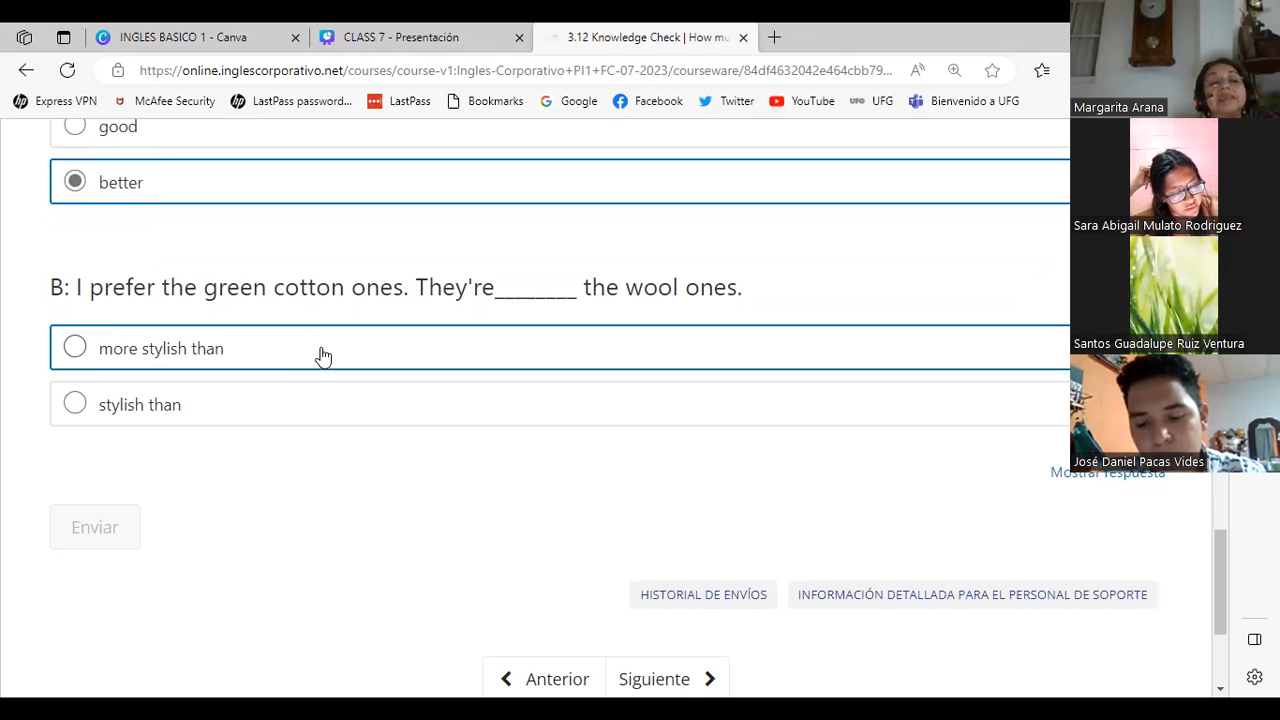 INGLES BASICO 1 - Canva
CLASS 7 - Presentación
3.12 Knowledge Check | How mu
https://online.inglescorporativo.net/courses/course-v1:Ingles-Corporativo+PI1+FC-07-2023/courseware/84df4632042e464cbb79...
Express VPN
McAfee Security
LastPass password...
LastPass
Bookmarks
Google
Facebook
Twitter
YouTube
UFG
Bienvenido a UFG
good
better
B: I prefer the green cotton ones. They're________ the wool ones.
more stylish than
stylish than
Mostrar respuesta
Enviar
HISTORIAL DE ENVÍOS
INFORMACIÓN DETALLADA PARA EL PERSONAL DE SOPORTE
Anterior
Siguiente
Margarita Arana
Sara Abigail Mulato Rodriguez
Santos Guadalupe Ruiz Ventura
José Daniel Pacas Vides